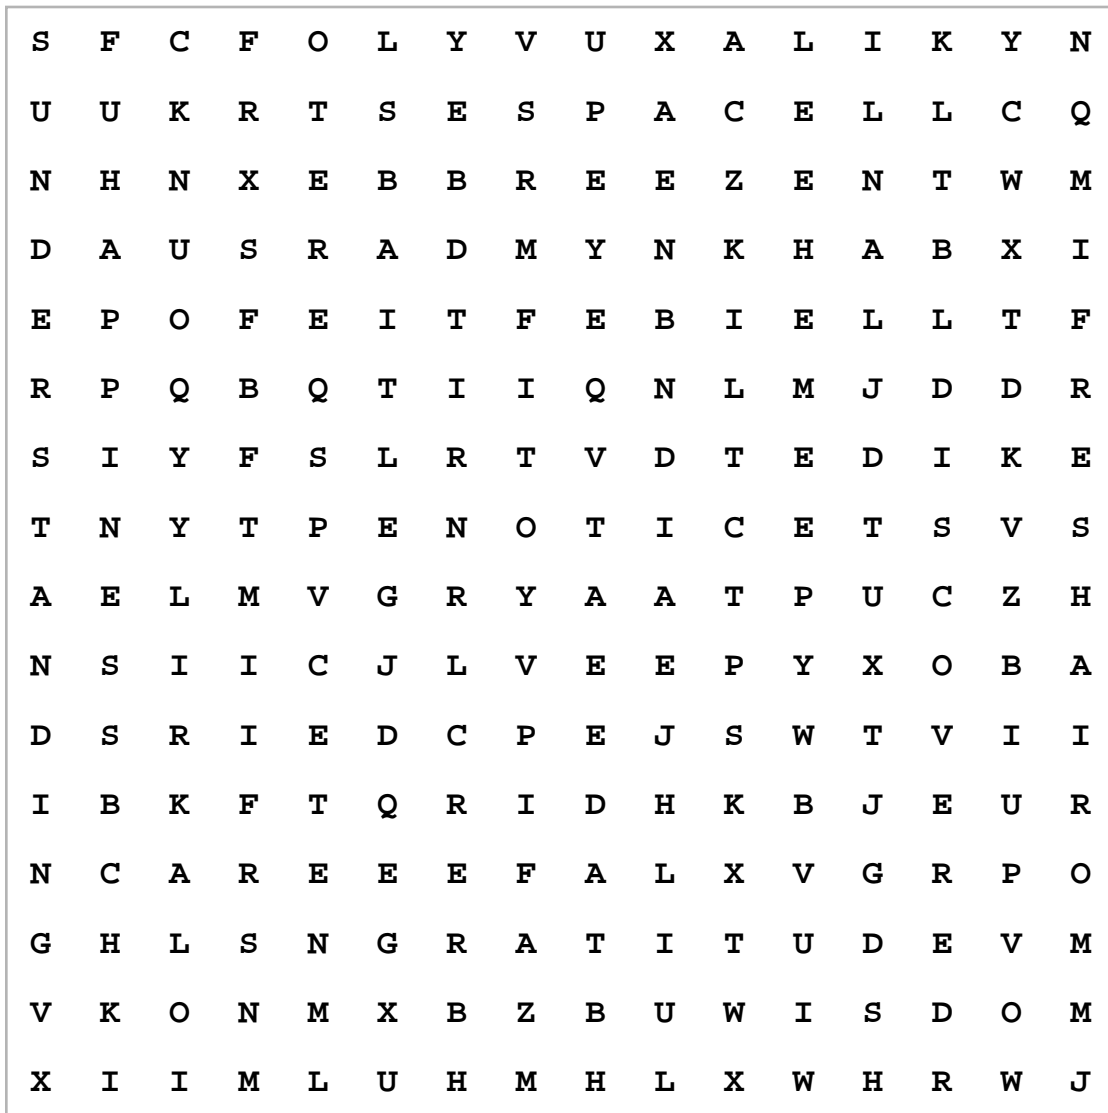 S F C F O L Y V U X A L I K Y N
U U K R T S E S P A C E L L C Q
N H N X E B B R E E Z E N T W M
D A U S R A D M Y N K H A B X I
E P O F E I T F E B I E L L T F
R P Q B Q T I I Q N L M J D D R
S I Y F S L R T V D T E D I K E
T N Y T P E N O T I C E T S V S
A E L M V G R Y A A T P U C Z H
N S I I C J L V E E P Y X O B A
D S R I E D C P E J S W T V I I
I B K F T Q R I D H K B J E U R
N C A R E E E F A L X V G R P O
G H L S N G R A T I T U D E V M
V K O N M X B Z B U W I S D O M
X I I M L U H M H L X W H R W J